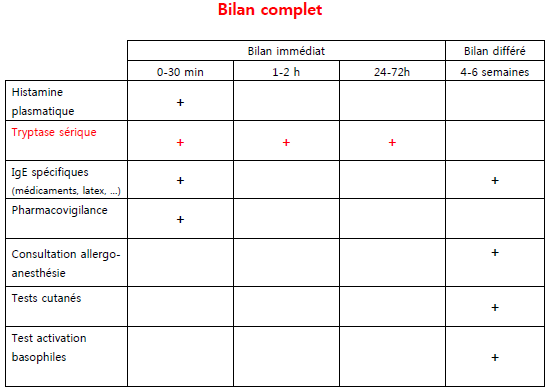 Bilan complet
Bilan immédiat Bilan différé
0-30 min 1-2 h 24-72h 4-6 semaines
Histamine
plasmatique +
Tryptase sérique + + +
IgE spécifiques + +
(médicaments, latex, ...)
Pharmacovigilance +
Consultation allergo- +
anesthésie
Tests cutanés +
Test activation
basophiles +